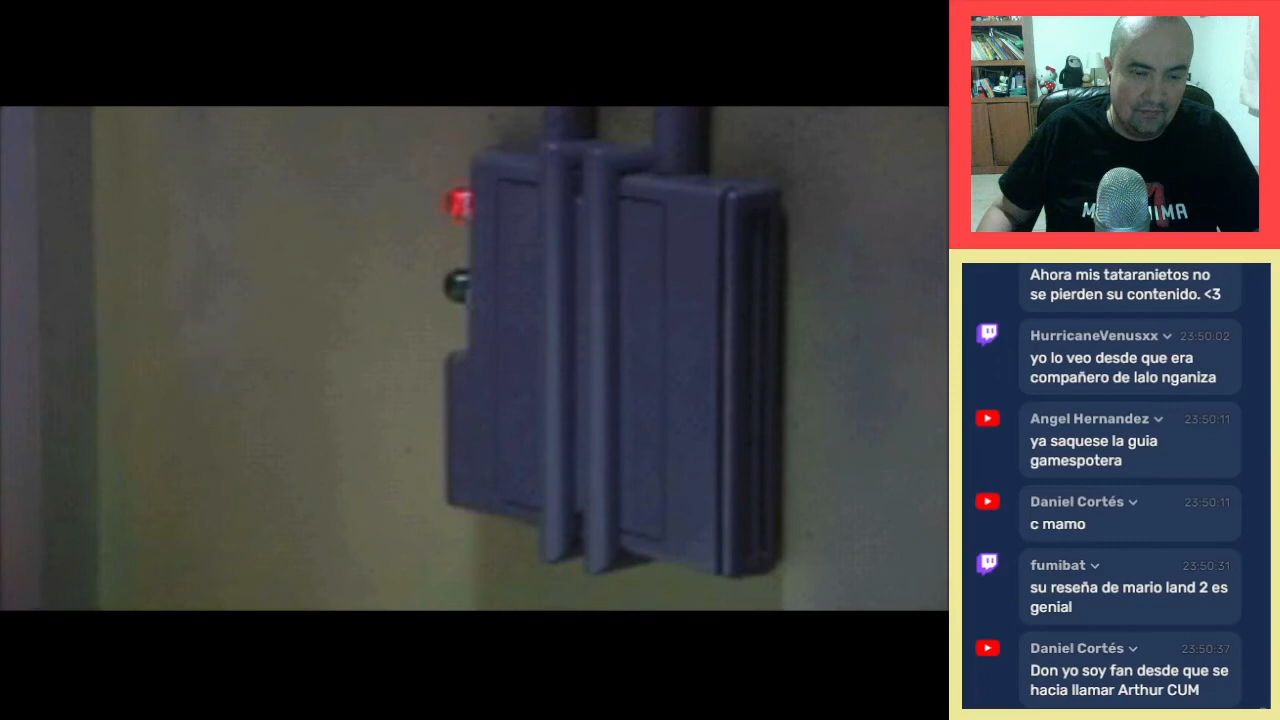 Ahora mis tataranietos no
se pierden su contenido. <3
HurricaneVenusxx 23:50:02
yo lo veo desde que era
compañero de lalo nganiza
Angel Hernandez 23:50:11
ya saquese la guia
gamespotera
Daniel Cortés 23:50:11
c mamo
fumibat 23:50:31
su reseña de mario land 2 es
genial
Daniel Cortés 23:50:37
Don yo soy fan desde que se
hacia llamar Arthur CUM